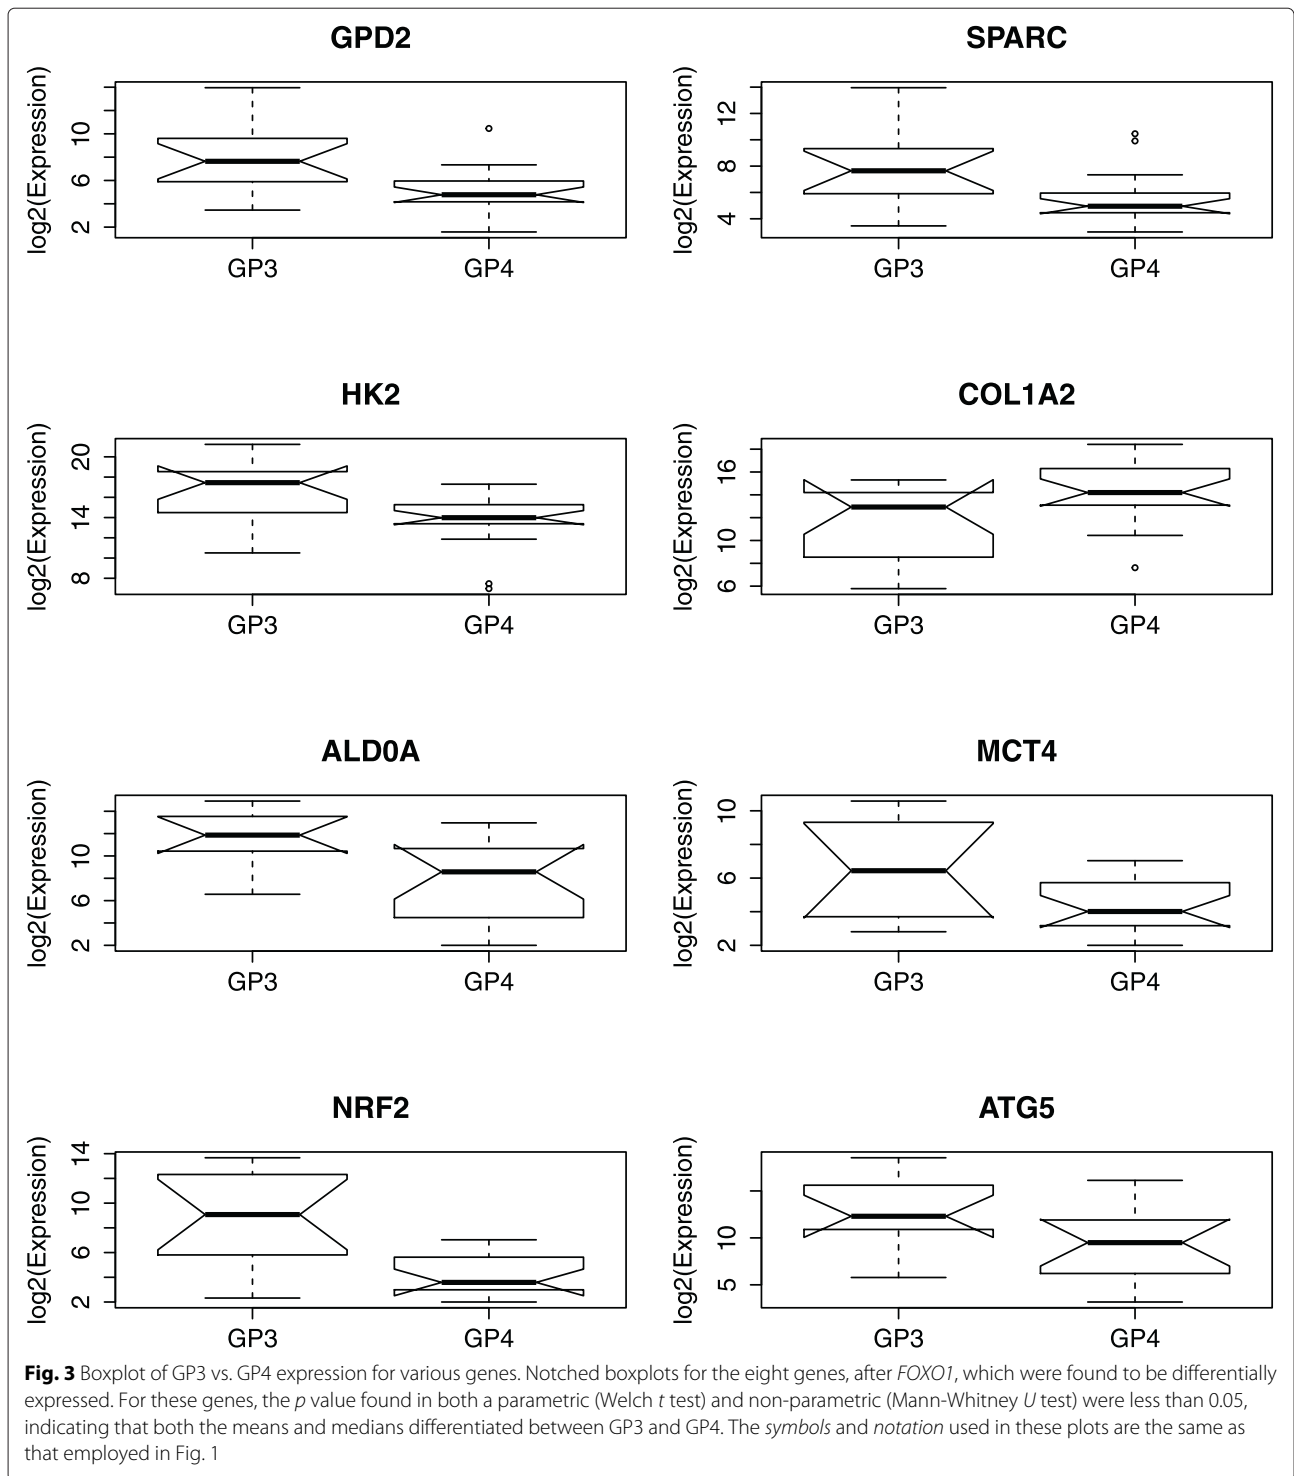 GPD2
log2(Expression)
10
6
2
GP3 GP4
SPARC
log2(Expression)
12
8
4
GP3 GP4
HK2
log2(Expression)
20
14
8
GP3 GP4
COL1A2
log2(Expression)
16
10
6
GP3 GP4
ALD0A
log2(Expression)
10
6
2
GP3 GP4
MCT4
log2(Expression)
10
6
2
GP3 GP4
NRF2
log2(Expression)
14
10
6
2
GP3 GP4
ATG5
log2(Expression)
10
5
GP3 GP4
Fig. 3 Boxplot of GP3 vs. GP4 expression for various genes. Notched boxplots for the eight genes, after FOXO1, which were found to be differentially
expressed. For these genes, the p value found in both a parametric (Welch t test) and non-parametric (Mann-Whitney U test) were less than 0.05,
indicating that both the means and medians differentiated between GP3 and GP4. The symbols and notation used in these plots are the same as
that employed in Fig. 1